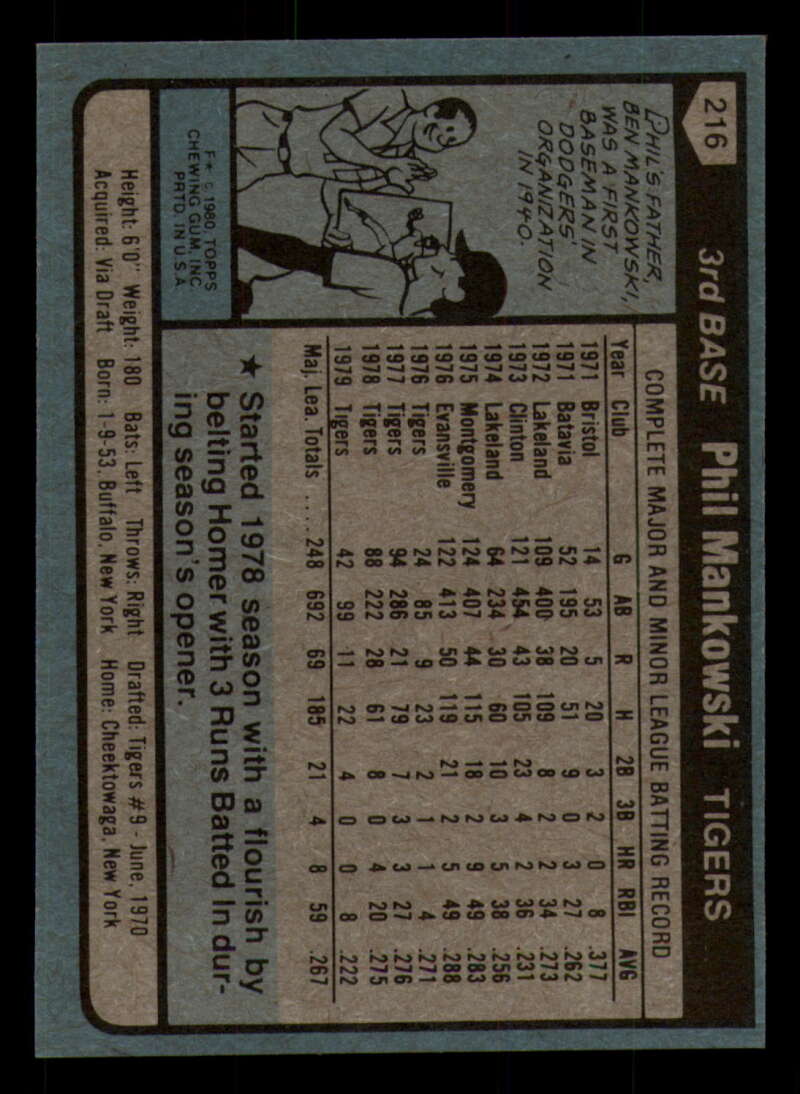 216
3rd BASE Phil Mankowski TIGERS
PHIL'S FATHER,
BEN MANKOWSKI,
WAS A FIRST
BASEMAN IN
DODGERS'
ORGANIZATION
IN 1940.
F★ © 1980, TOPPS
CHEWING GUM, INC.
PRTD. IN U.S.A.
COMPLETE MAJOR AND MINOR LEAGUE BATTING RECORD
Year Club G AB R H 2B 3B HR RBI AVG
1971 Bristol 14 53 5 20 3 2 0 8 .377
1971 Batavia 52 195 20 51 9 0 3 27 .262
1972 Lakeland 109 400 38 109 8 2 2 34 .273
1973 Clinton 121 454 43 105 23 4 2 36 .231
1974 Lakeland 64 234 30 60 10 3 5 38 .256
1975 Montgomery 124 407 44 115 18 2 9 49 .283
1976 Evansville 122 413 50 119 21 2 5 49 .288
1976 Tigers 24 85 9 23 2 1 1 4 .271
1977 Tigers 94 286 21 79 7 3 3 27 .276
1978 Tigers 88 222 28 61 8 0 4 20 .275
1979 Tigers 42 99 11 22 4 0 0 8 .222
Maj. Lea. Totals .... 248 692 69 185 21 4 8 59 .267
★ Started 1978 season with a flourish by
belting Homer with 3 Runs Batted In dur-
ing season's opener.
Height: 6'0" Weight: 180 Bats: Left Throws: Right Drafted: Tigers #9 - June, 1970
Acquired: Via Draft Born: 1-9-53, Buffalo, New York Home: Cheektowaga, New York